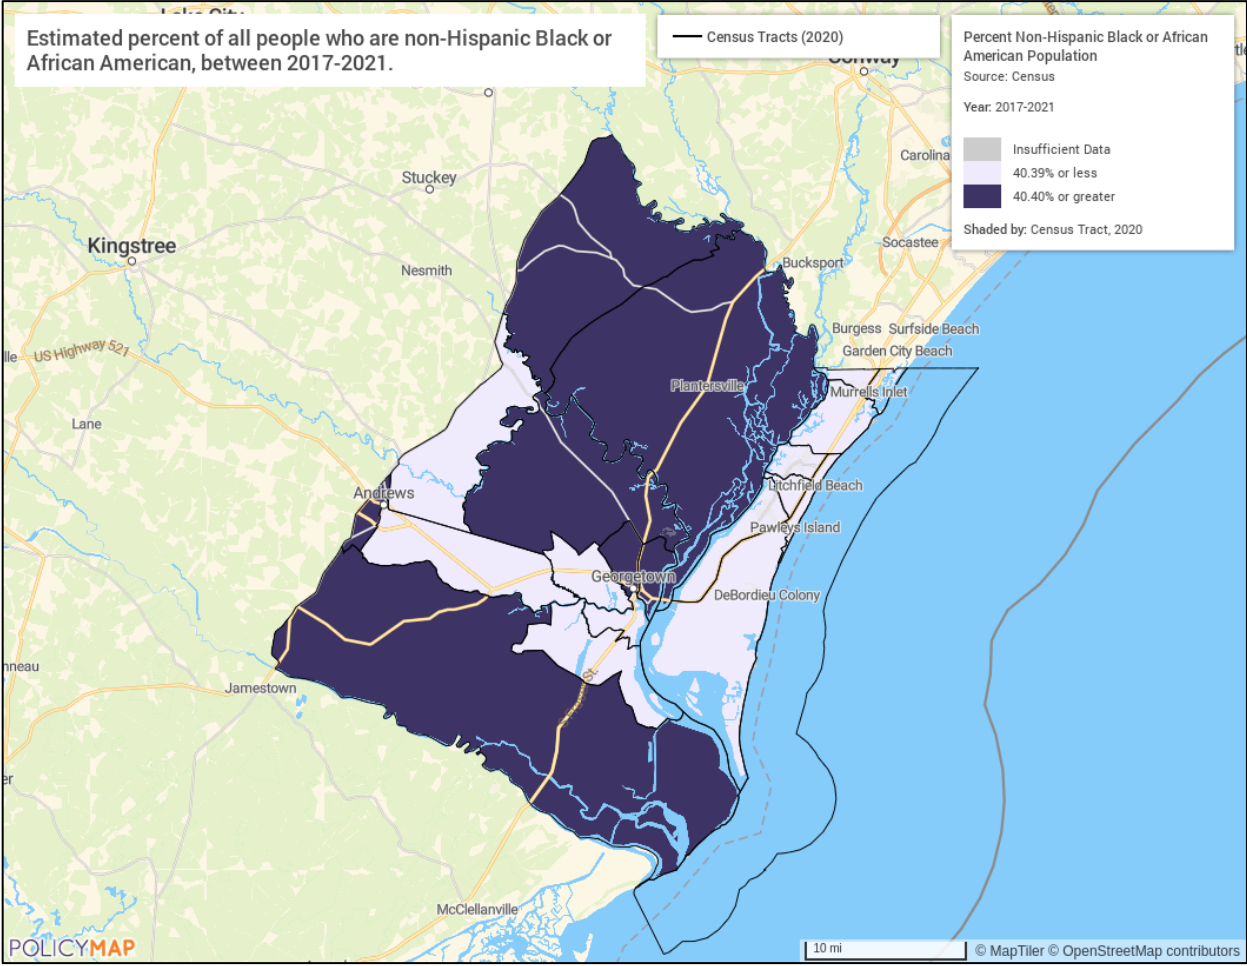 Lake City
Estimated percent of all people who are non-Hispanic Black or
African American, between 2017-2021.
Census Tracts (2020)
Conway
Percent Non-Hispanic Black or African
American Population
Source: Census
Year: 2017-2021
Insufficient Data
40.39% or less
40.40% or greater
Shaded by: Census Tract, 2020
Carolina
Stuckey
Kingstree
Socastee
Nesmith
Bucksport
Burgess
Surfside Beach
US Highway 521
Garden City Beach
Plantersville
Murrells Inlet
Lane
Andrews
Litchfield Beach
Pawleys Island
Georgetown
DeBordieu Colony
nneau
Jamestown
McClellanville
POLICYMAP
10 mi
© MapTiler © OpenStreetMap contributors